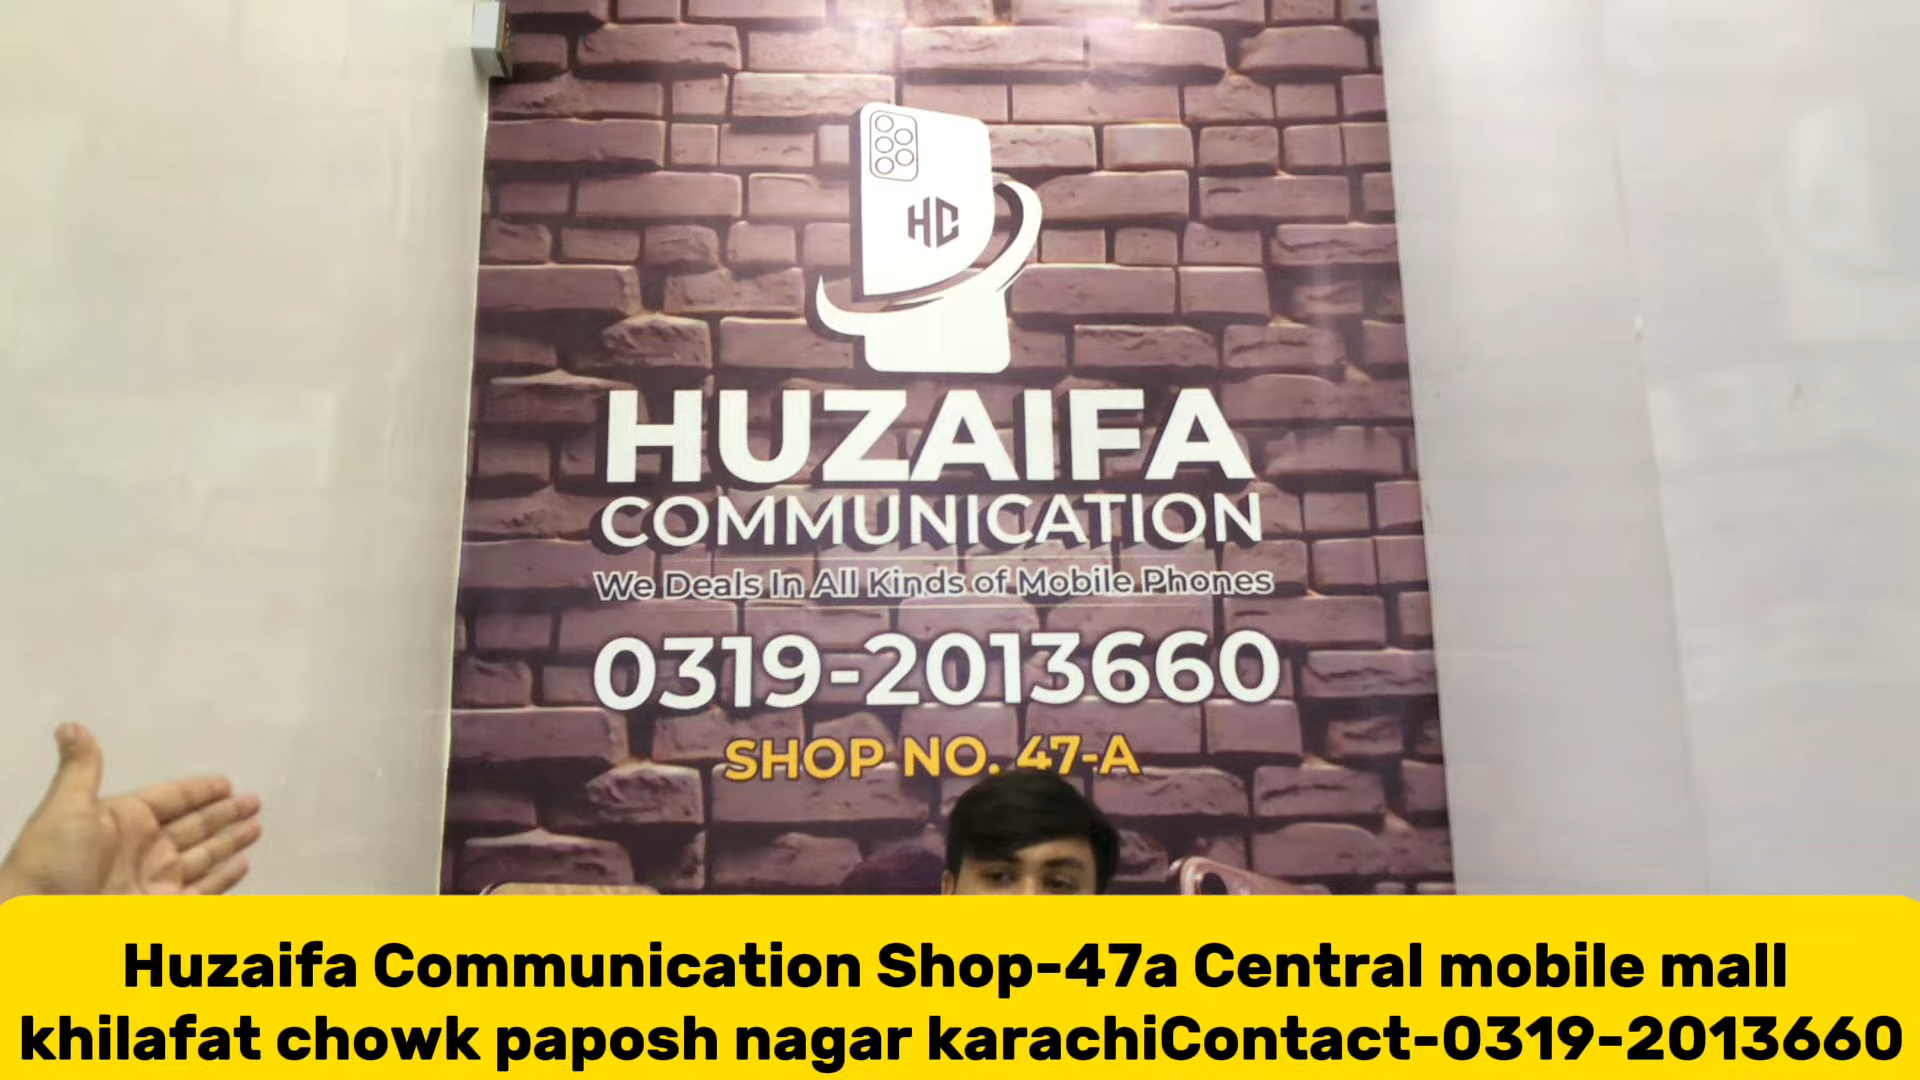 HC
HUZAIFA
COMMUNICATION
We Deals In All Kinds of Mobile Phones
0319-2013660
SHOP NO. 47-A
Huzaifa Communication Shop-47a Central mobile mall
khilafat chowk paposh nagar karachiContact-0319-2013660